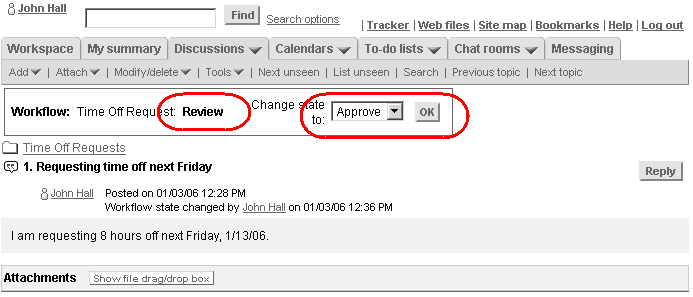 John Hall
Find Search options
| Tracker | Web files | Site map | Bookmarks | Help | Log out
Workspace My summary Discussions Calendars To-do lists Chat rooms Messaging
Add | Attach | Modify/delete | Tools | Next unseen | List unseen | Search | Previous topic | Next topic
Workflow: Time Off Request: Review Change state to: Approve OK
Time Off Requests
1. Requesting time off next Friday
Reply
John Hall Posted on 01/03/06 12:28 PM
Workflow state changed by John Hall on 01/03/06 12:36 PM
I am requesting 8 hours off next Friday, 1/13/06.
Attachments Show file drag/drop box